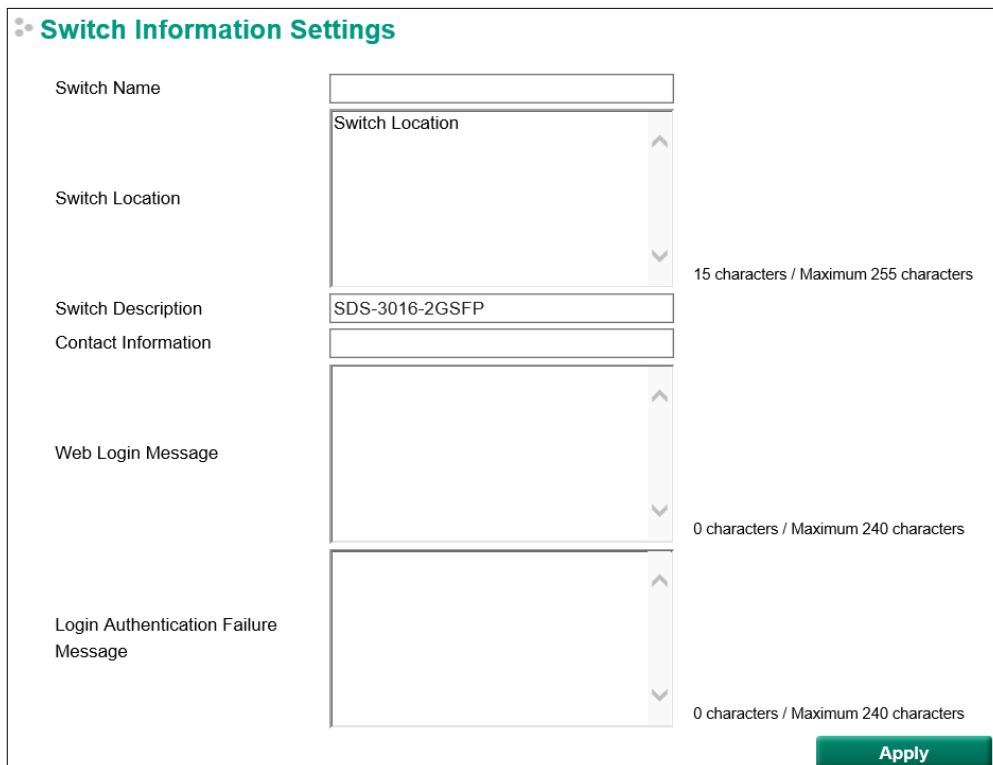 Switch Information Settings
Switch Name
Switch Location
Switch Location
15 characters / Maximum 255 characters
Switch Description
SDS-3016-2GSFP
Contact Information
Web Login Message
0 characters / Maximum 240 characters
Login Authentication Failure
Message
0 characters / Maximum 240 characters
Apply